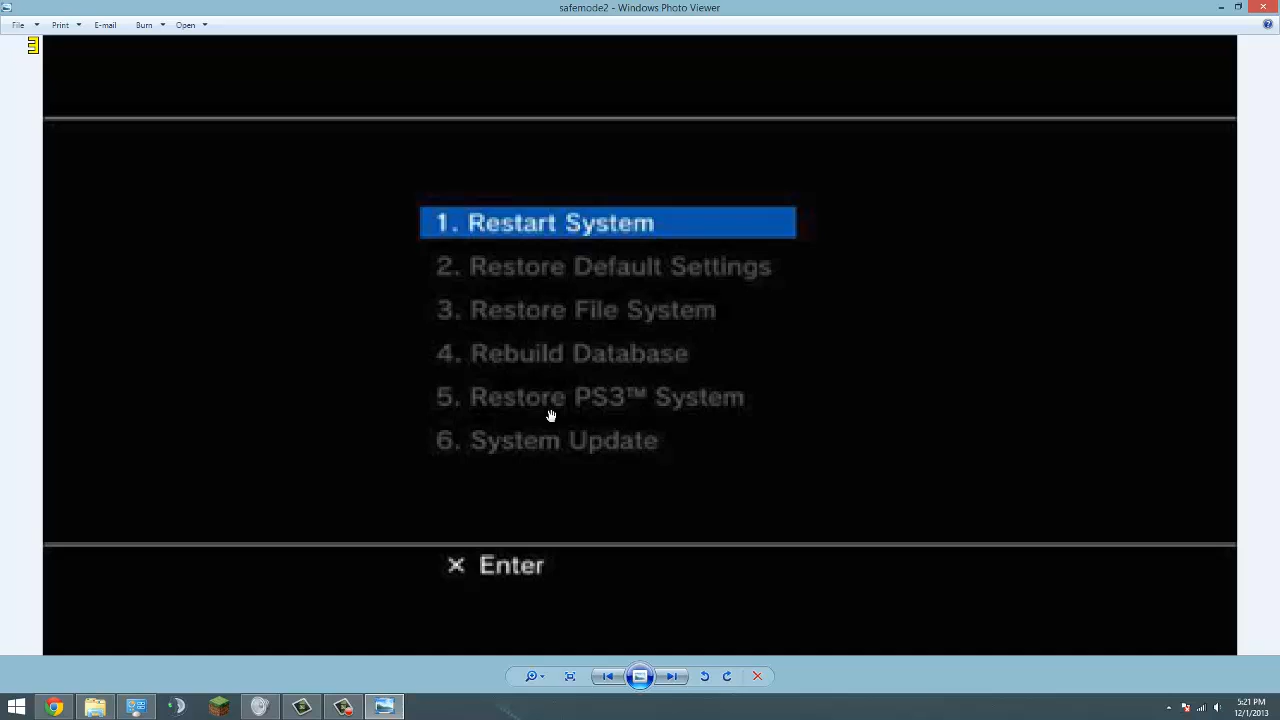 safemode2 - Windows Photo Viewer
File Print E-mail Burn Open
3
1. Restart System
2. Restore Default Settings
3. Restore File System
4. Rebuild Database
5. Restore PS3™ System
6. System Update
✕ Enter
5:21 PM
12/1/2013